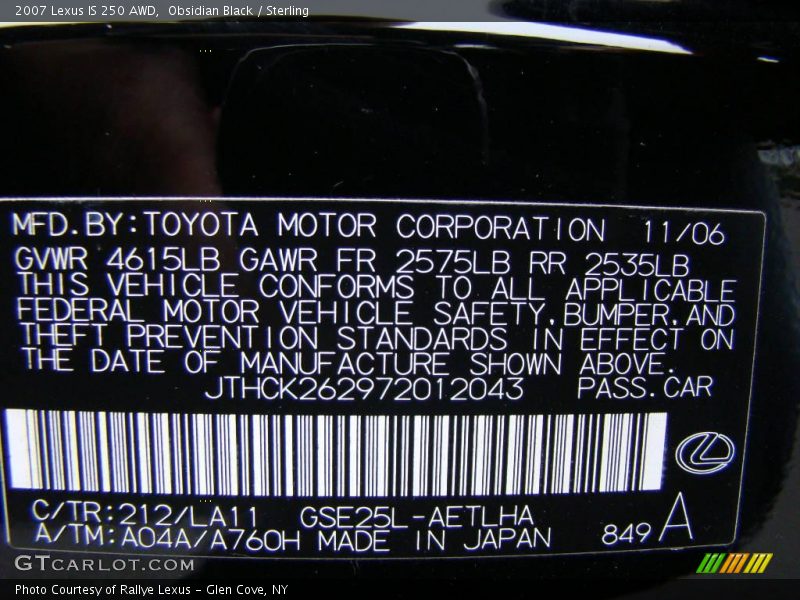 2007 Lexus IS 250 AWD,  Obsidian Black / Sterling
MFD.BY:TOYOTA MOTOR CORPORATION 11/06
GVWR 4615LB GAWR FR 2575LB RR 2535LB
THIS VEHICLE CONFORMS TO ALL APPLICABLE
FEDERAL MOTOR VEHICLE SAFETY,BUMPER,AND
THEFT PREVENTION STANDARDS IN EFFECT ON
THE DATE OF MANUFACTURE SHOWN ABOVE.
JTHCK262972012043 PASS.CAR
C/TR:212/LA11 GSE25L-AETLHA
A/TM:A04A/A760H MADE IN JAPAN 849 A
GTCARLOT.COM
Photo Courtesy of Rallye Lexus - Glen Cove, NY